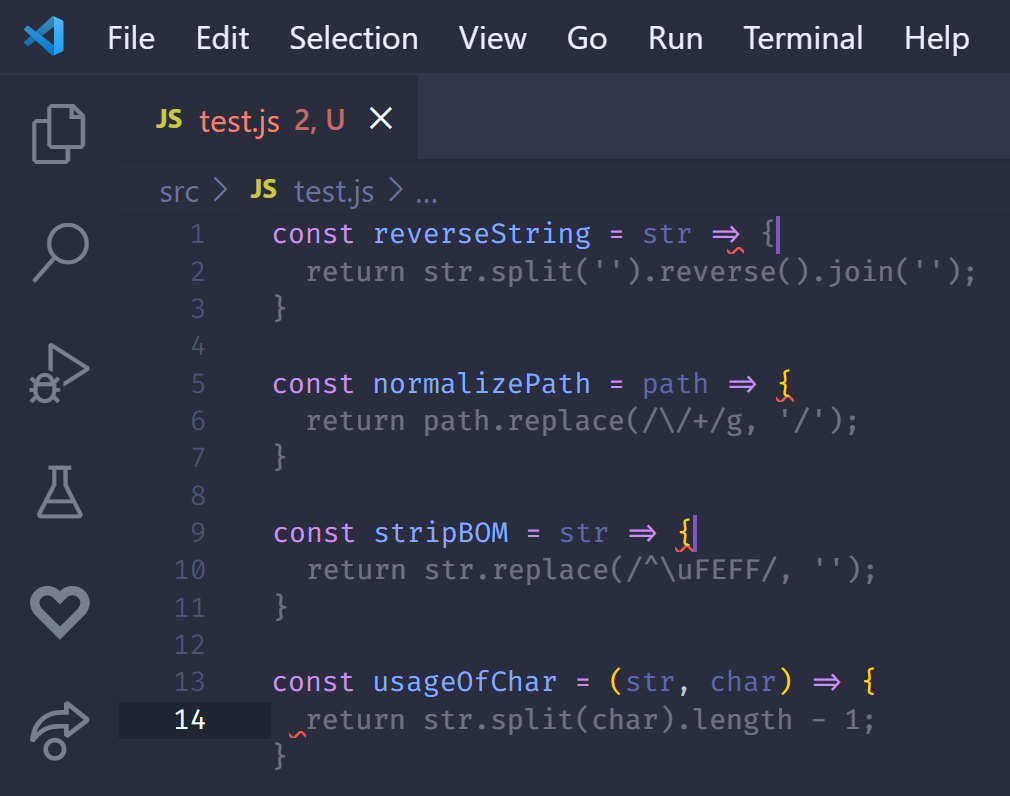 File Edit Selection View Go Run Terminal Help
JS test.js 2, U
src > JS test.js > ...
1 const reverseString = str => {
2   return str.split('').reverse().join('');
3 }
4
5 const normalizePath = path => {
6   return path.replace(/\/+/g, '/');
7 }
8
9 const stripBOM = str => {
10   return str.replace(/^\uFEFF/, '');
11 }
12
13 const usageOfChar = (str, char) => {
14   return str.split(char).length - 1;
}